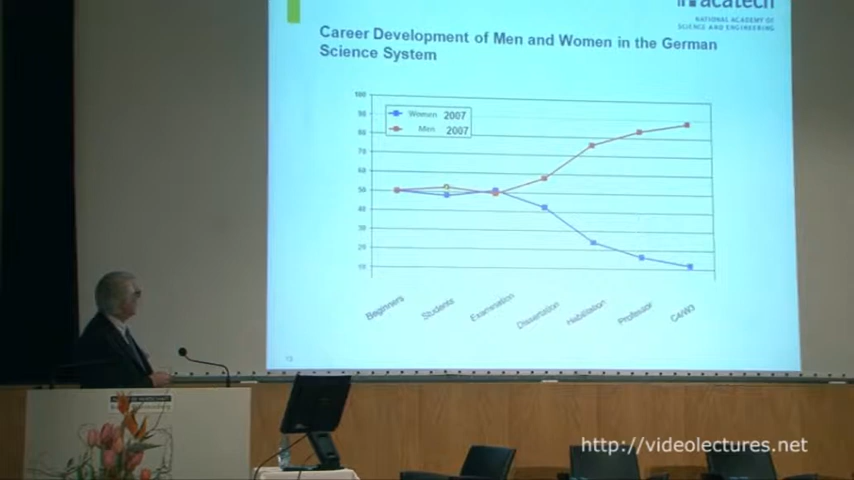 acatech
NATIONAL ACADEMY OF
SCIENCE AND ENGINEERING
Career Development of Men and Women in the German
Science System
100
90
80
70
60
50
40
30
20
10
Women 2007
Men 2007
Beginners
Students
Examination
Dissertation
Habilitation
Professor
C4/W3
13
http://videolectures.net